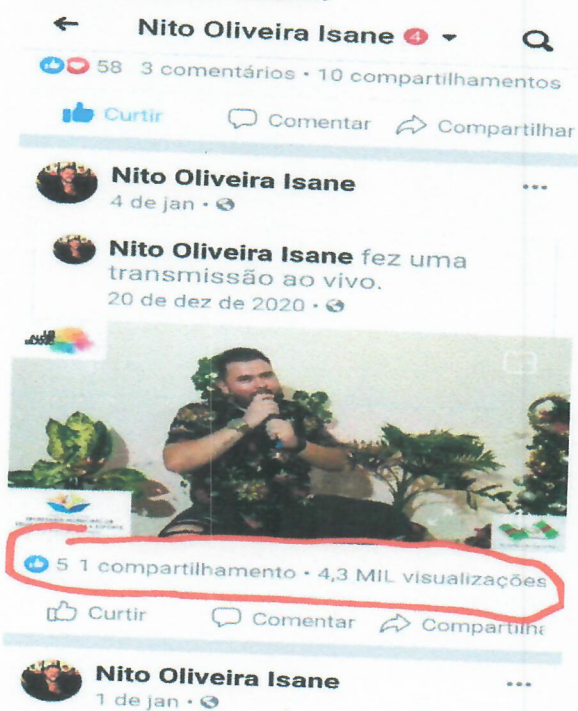 Nito Oliveira Isane 4
58 3 comentários • 10 compartilhamentos
Curtir Comentar Compartilhar
Nito Oliveira Isane
4 de jan •
Nito Oliveira Isane fez uma
transmissão ao vivo.
20 de dez de 2020 •
5 1 compartilhamento • 4,3 MIL visualizações
Curtir Comentar Compartilha
Nito Oliveira Isane
1 de jan •